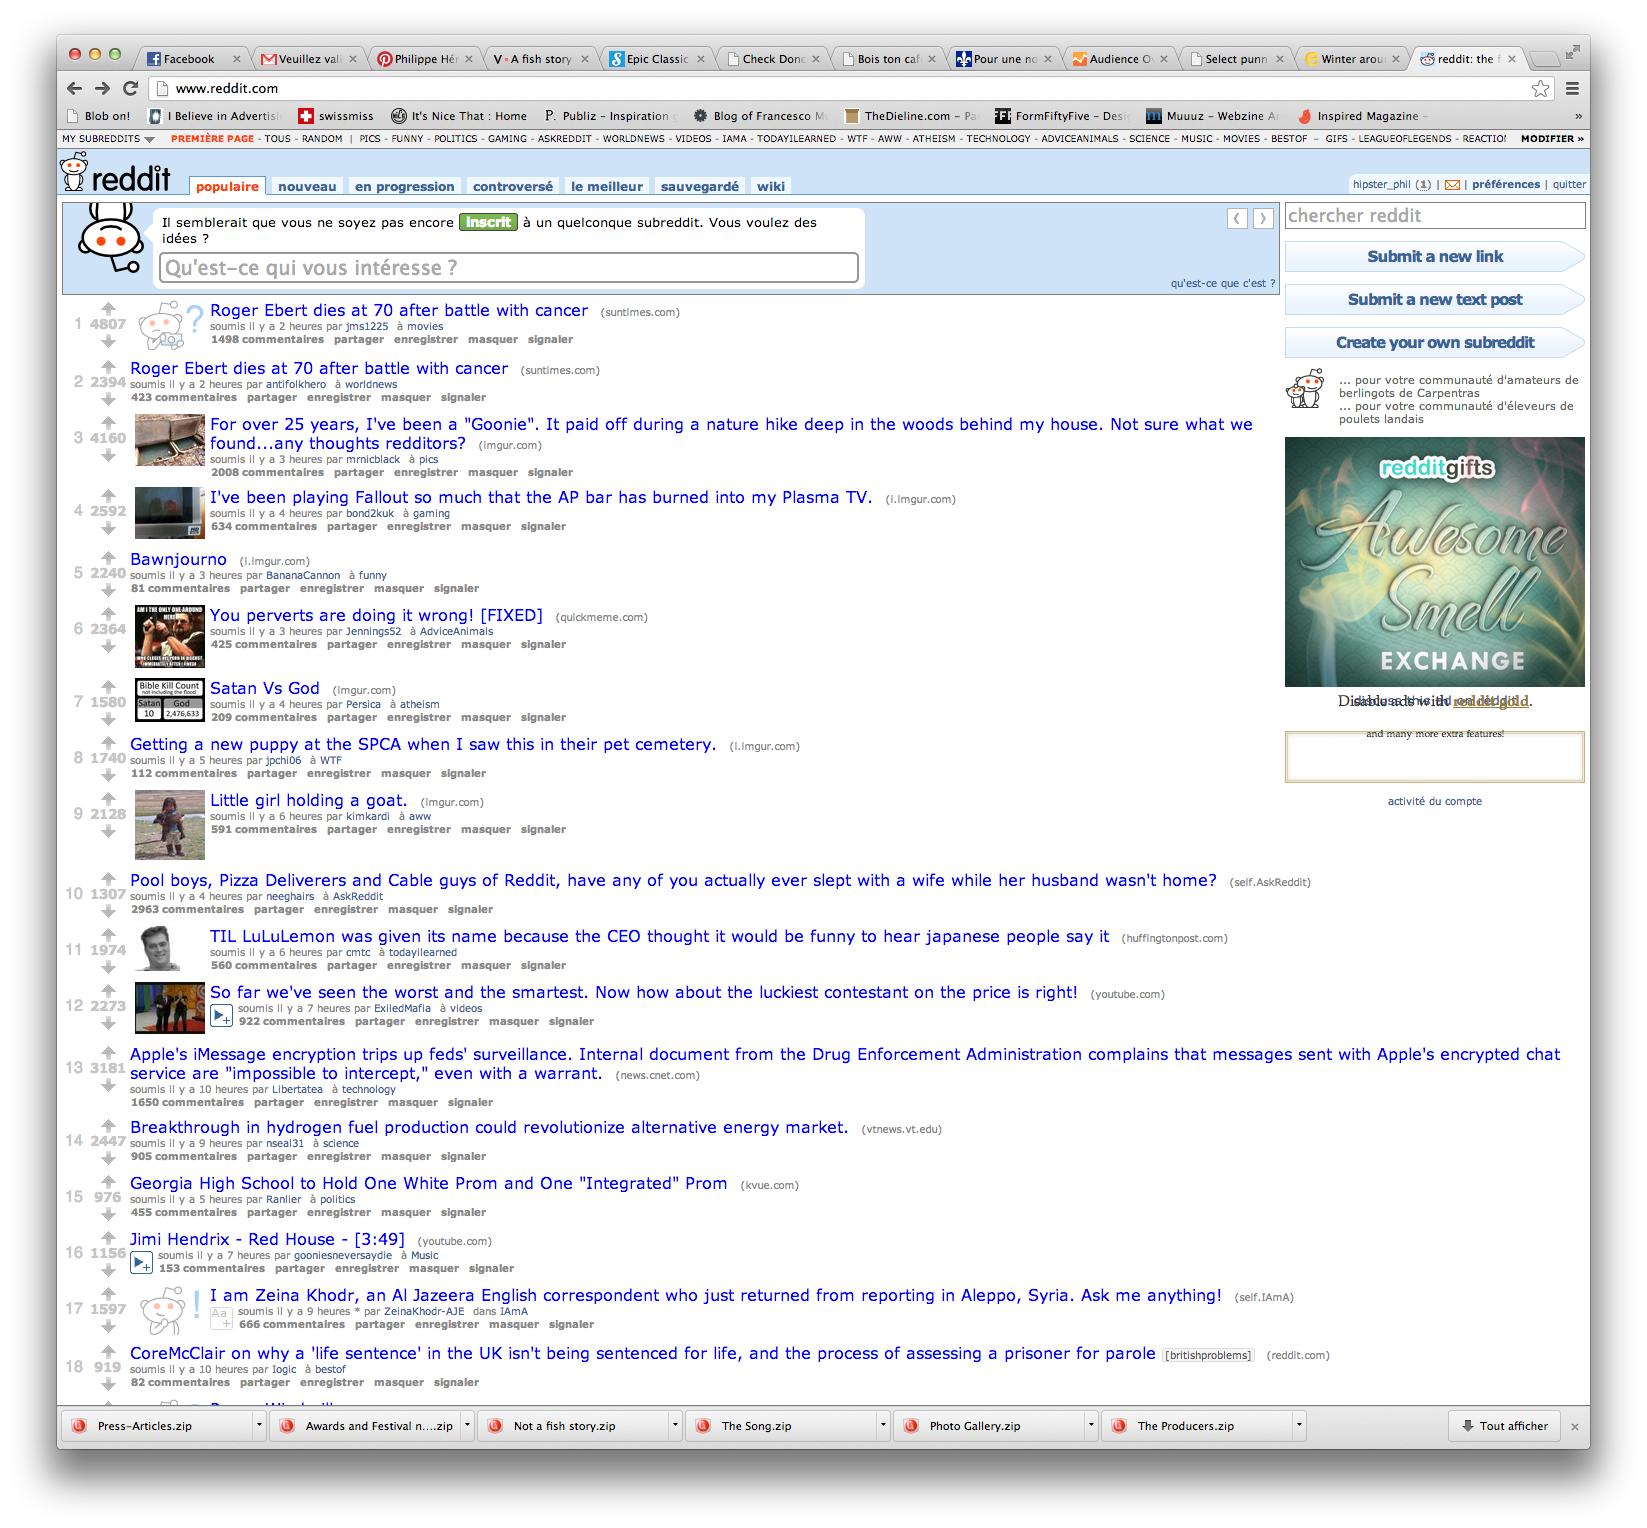 Facebook
Veuillez val
Philippe Hé
V • A fish story
Epic Classic
Check Don
Bois ton caf
Pour une no
Audience O
Select punn
Winter arou
reddit: the f
www.reddit.com
Blob on!
I Believe in Advertisi
swissmiss
It's Nice That : Home
Publiz – Inspiration
Blog of Francesco M
TheDieline.com – Pa
FormFiftyFive – Desi
Muuuz – Webzine Ar
Inspired Magazine –
»
MY SUBREDDITS PREMIÈRE PAGE - TOUS - RANDOM | PICS - FUNNY - POLITICS - GAMING - ASKREDDIT - WORLDNEWS - VIDEOS - IAMA - TODAYILEARNED - WTF - AWW - ATHEISM - TECHNOLOGY - ADVICEANIMALS - SCIENCE - MUSIC - MOVIES - BESTOF - GIFS - LEAGUEOFLEGENDS - REACTION MODIFIER »
reddit populaire nouveau en progression controversé le meilleur sauvegardé wiki
hipster_phil (1) | | préférences | quitter
Il semblerait que vous ne soyez pas encore inscrit à un quelconque subreddit. Vous voulez des
idées ?
Qu'est-ce qui vous intéresse ?
qu'est-ce que c'est ?
1 4807 Roger Ebert dies at 70 after battle with cancer (suntimes.com)
soumis il y a 2 heures par jms1225 à movies
1498 commentaires partager enregistrer masquer signaler
2 2394 Roger Ebert dies at 70 after battle with cancer (suntimes.com)
soumis il y a 2 heures par antifolkhero à worldnews
423 commentaires partager enregistrer masquer signaler
3 4160 For over 25 years, I've been a "Goonie". It paid off during a nature hike deep in the woods behind my house. Not sure what we
found...any thoughts redditors? (imgur.com)
soumis il y a 3 heures par mrnicblack à pics
2008 commentaires partager enregistrer masquer signaler
4 2592 I've been playing Fallout so much that the AP bar has burned into my Plasma TV. (i.imgur.com)
soumis il y a 4 heures par bond2kuk à gaming
634 commentaires partager enregistrer masquer signaler
5 2240 Bawnjourno (i.imgur.com)
soumis il y a 3 heures par BananaCannon à funny
81 commentaires partager enregistrer masquer signaler
AM I THE ONLY ONE AROUND
HERE
6 2364 You perverts are doing it wrong! [FIXED] (quickmeme.com)
soumis il y a 3 heures par Jennings52 à AdviceAnimals
425 commentaires partager enregistrer masquer signaler
Bible Kill Count
not including the flood
Satan God
10 2,476,633
7 1580 Satan Vs God (imgur.com)
soumis il y a 4 heures par Persica à atheism
209 commentaires partager enregistrer masquer signaler
8 1740 Getting a new puppy at the SPCA when I saw this in their pet cemetery. (i.imgur.com)
soumis il y a 5 heures par jpchi06 à WTF
112 commentaires partager enregistrer masquer signaler
9 2128 Little girl holding a goat. (imgur.com)
soumis il y a 6 heures par kimkardi à aww
591 commentaires partager enregistrer masquer signaler
10 1307 Pool boys, Pizza Deliverers and Cable guys of Reddit, have any of you actually ever slept with a wife while her husband wasn't home? (self.AskReddit)
soumis il y a 4 heures par neeghairs à AskReddit
2963 commentaires partager enregistrer masquer signaler
11 1974 TIL LuLuLemon was given its name because the CEO thought it would be funny to hear japanese people say it (huffingtonpost.com)
soumis il y a 6 heures par cmtc à todayilearned
560 commentaires partager enregistrer masquer signaler
12 2273 So far we've seen the worst and the smartest. Now how about the luckiest contestant on the price is right! (youtube.com)
soumis il y a 7 heures par ExiledMafia à videos
922 commentaires partager enregistrer masquer signaler
13 3181 Apple's iMessage encryption trips up feds' surveillance. Internal document from the Drug Enforcement Administration complains that messages sent with Apple's encrypted chat
service are "impossible to intercept," even with a warrant. (news.cnet.com)
soumis il y a 10 heures par Libertatea à technology
1650 commentaires partager enregistrer masquer signaler
14 2447 Breakthrough in hydrogen fuel production could revolutionize alternative energy market. (vtnews.vt.edu)
soumis il y a 9 heures par nseal31 à science
905 commentaires partager enregistrer masquer signaler
15 976 Georgia High School to Hold One White Prom and One "Integrated" Prom (kvue.com)
soumis il y a 5 heures par Ranlier à politics
455 commentaires partager enregistrer masquer signaler
16 1156 Jimi Hendrix - Red House - [3:49] (youtube.com)
soumis il y a 7 heures par gooniesneversaydie à Music
153 commentaires partager enregistrer masquer signaler
17 1597 I am Zeina Khodr, an Al Jazeera English correspondent who just returned from reporting in Aleppo, Syria. Ask me anything! (self.IAmA)
Aa soumis il y a 9 heures * par ZeinaKhodr-AJE dans IAmA
666 commentaires partager enregistrer masquer signaler
18 919 CoreMcClair on why a 'life sentence' in the UK isn't being sentenced for life, and the process of assessing a prisoner for parole [britishproblems] (reddit.com)
soumis il y a 10 heures par logic à bestof
82 commentaires partager enregistrer masquer signaler
chercher reddit
Submit a new link
Submit a new text post
Create your own subreddit
... pour votre communauté d'amateurs de
berlingots de Carpentras
... pour votre communauté d'éleveurs de
poulets landais
redditgifts
Awesome
Smell
EXCHANGE
Disable ads with reddit gold.
discuss this ad on reddit
and many more extra features!
activité du compte
Press-Articles.zip
Awards and Festival n....zip
Not a fish story.zip
The Song.zip
Photo Gallery.zip
The Producers.zip
Tout afficher